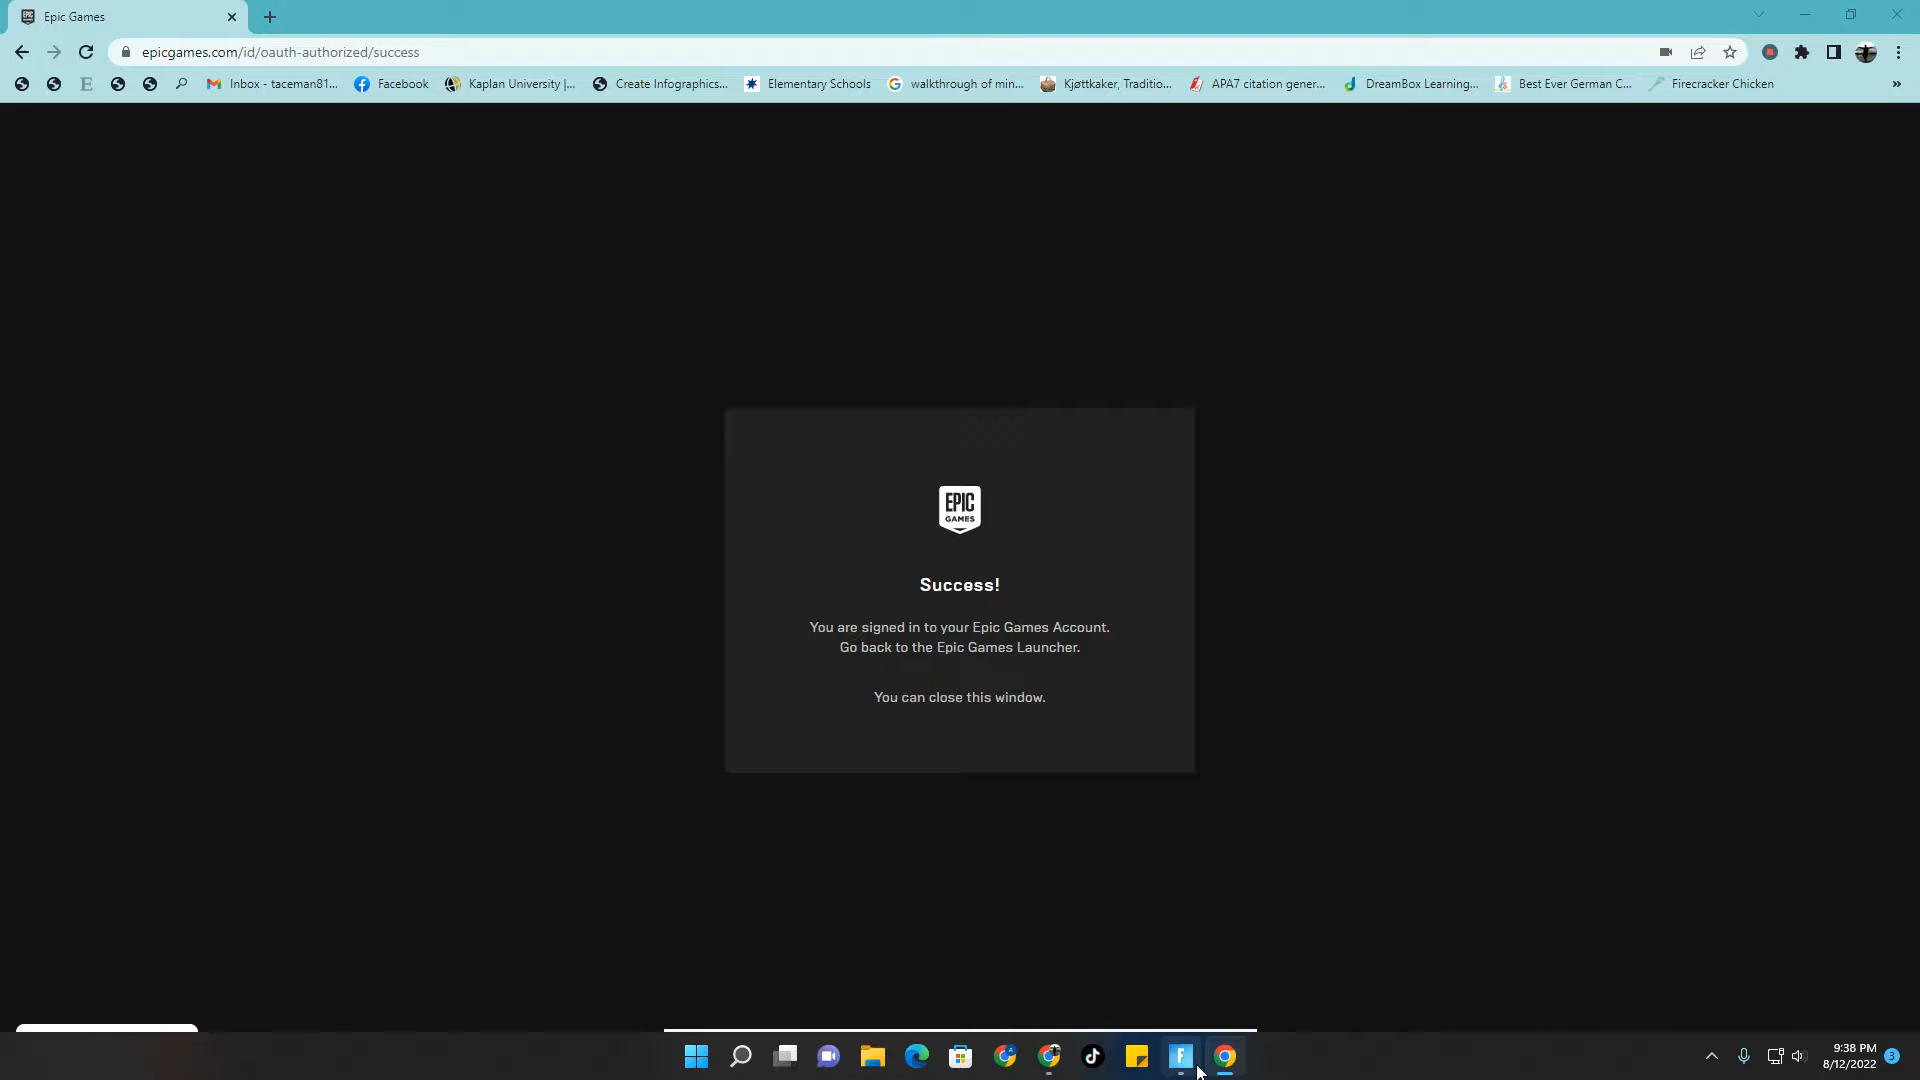 Epic Games
epicgames.com/id/oauth-authorized/success
E
Inbox - taceman81...
Facebook
Kaplan University |...
Create Infographics...
Elementary Schools
walkthrough of min...
Kjøttkaker, Traditio...
APA7 citation gener...
DreamBox Learning...
Best Ever German C...
Firecracker Chicken
»
EPIC
GAMES
Success!
You are signed in to your Epic Games Account.
Go back to the Epic Games Launcher.
You can close this window.
A
F
9:38 PM
8/12/2022
3